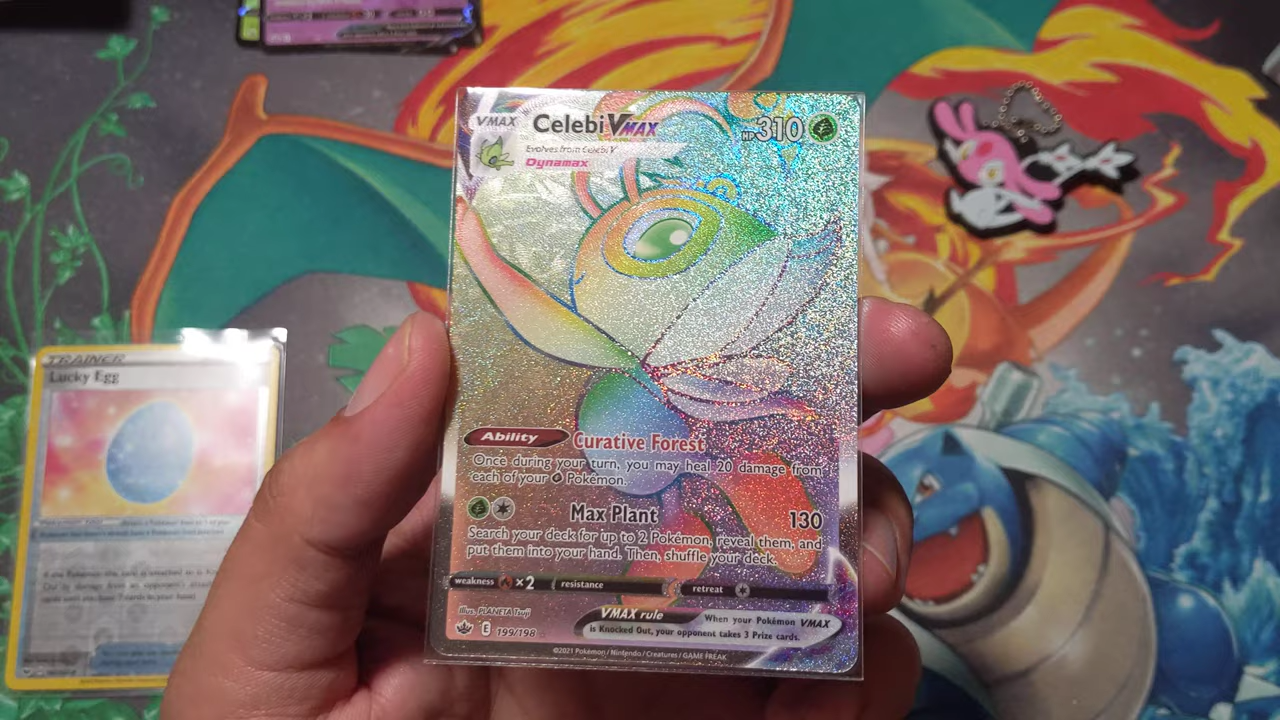 VMAX
Celebi VMAX
HP 310
Evolves from Celebi V
Dynamax
Ability Curative Forest
Once during your turn, you may heal 20 damage from
each of your Pokémon.
Max Plant 130
Search your deck for up to 2 Pokémon, reveal them, and
put them into your hand. Then, shuffle your deck.
weakness ×2 resistance retreat
Illus. PLANETA Tsuji
E 199/198
VMAX rule When your Pokémon VMAX
is Knocked Out, your opponent takes 3 Prize cards.
©2021 Pokémon / Nintendo / Creatures / GAME FREAK
TRAINER
Lucky Egg